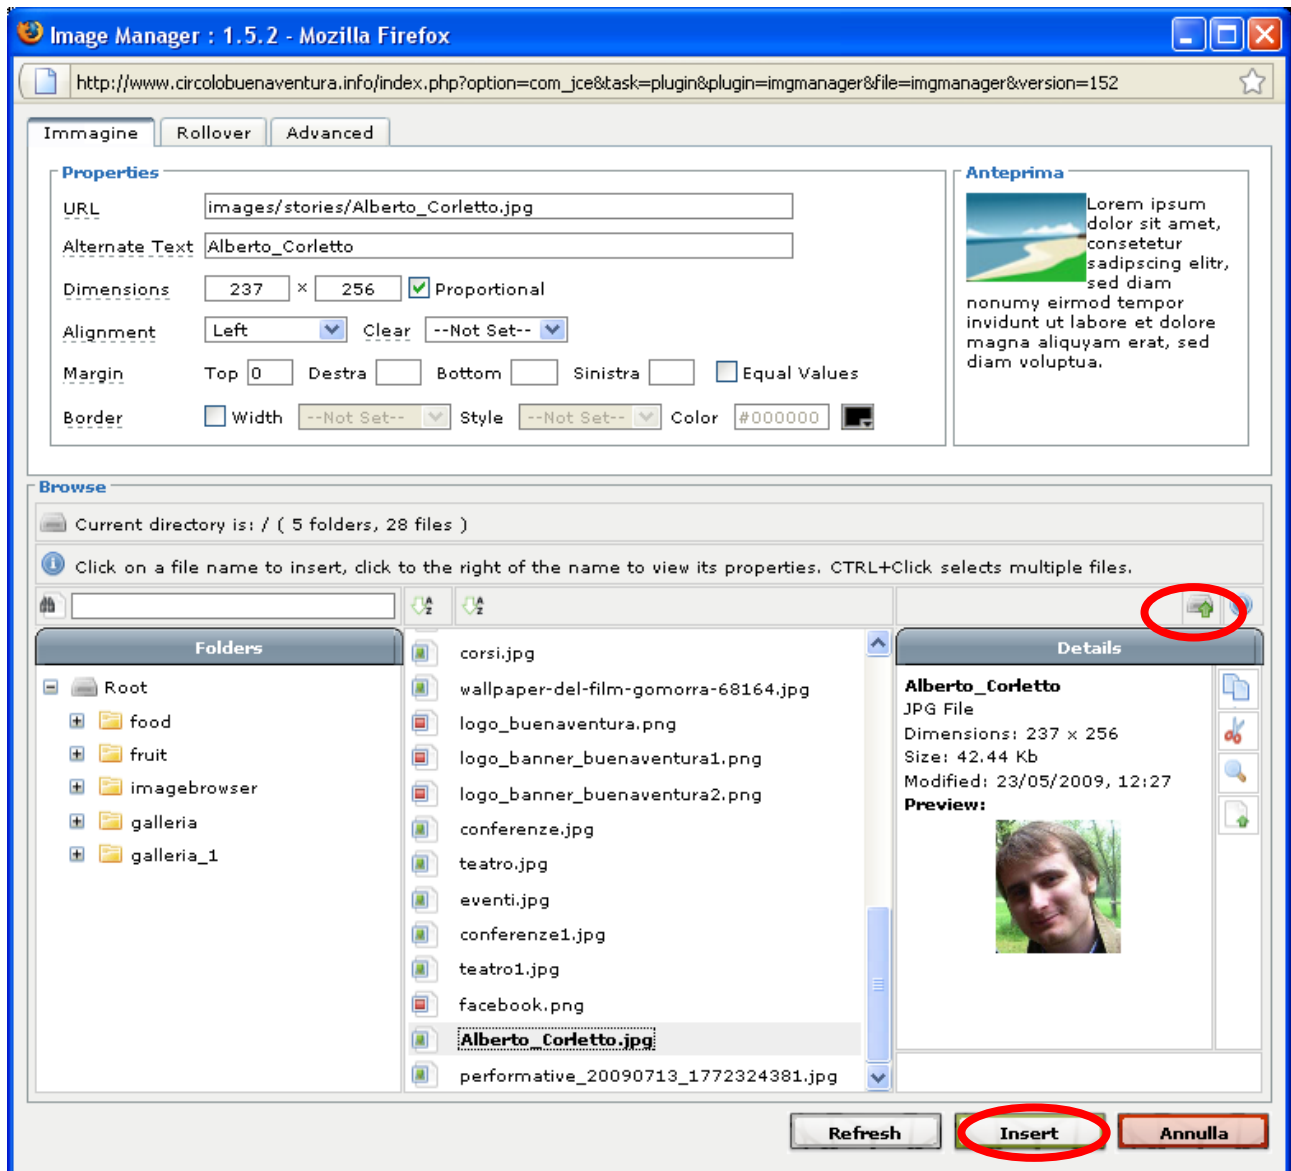 Image Manager : 1.5.2 - Mozilla Firefox
http://www.circolobuenaventura.info/index.php?option=com_jce&task=plugin&plugin=imgmanager&file=imgmanager&version=152
Immagine Rollover Advanced
Properties
URL images/stories/Alberto_Corletto.jpg
Alternate Text Alberto_Corletto
Dimensions 237 × 256 Proportional
Alignment Left Clear --Not Set--
Margin Top 0 Destra Bottom Sinistra Equal Values
Border Width --Not Set-- Style --Not Set-- Color #000000
Anteprima
Lorem ipsum
dolor sit amet,
consetetur
sadipscing elitr,
sed diam
nonumy eirmod tempor
invidunt ut labore et dolore
magna aliquyam erat, sed
diam voluptua.
Browse
Current directory is: / ( 5 folders, 28 files )
Click on a file name to insert, click to the right of the name to view its properties. CTRL+Click selects multiple files.
Folders
Root
food
fruit
imagebrowser
galleria
galleria_1
corsi.jpg
wallpaper-del-film-gomorra-68164.jpg
logo_buenaventura.png
logo_banner_buenaventura1.png
logo_banner_buenaventura2.png
conferenze.jpg
teatro.jpg
eventi.jpg
conferenze1.jpg
teatro1.jpg
facebook.png
Alberto_Corletto.jpg
performative_20090713_1772324381.jpg
Details
Alberto_Corletto
JPG File
Dimensions: 237 x 256
Size: 42.44 Kb
Modified: 23/05/2009, 12:27
Preview:
Refresh Insert Annulla